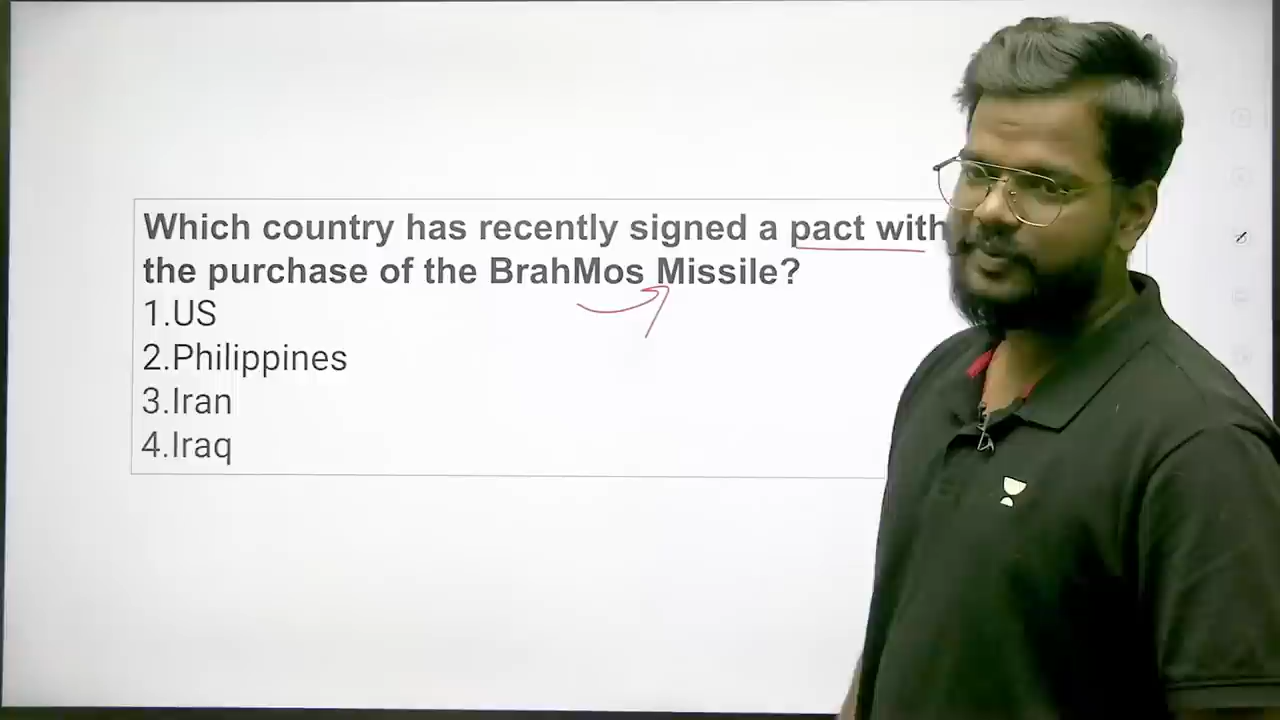 Which country has recently signed a pact with
the purchase of the BrahMos Missile?
1.US
2.Philippines
3.Iran
4.Iraq